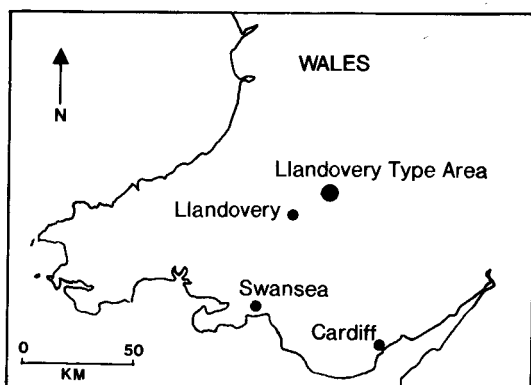 WALES
N
Llandovery Type Area
Llandovery
Swansea
Cardiff
0 50
KM